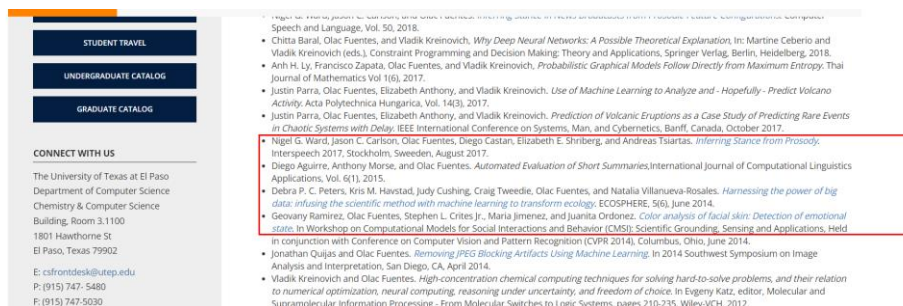 STUDENT TRAVEL
UNDERGRADUATE CATALOG
GRADUATE CATALOG
CONNECT WITH US
The University of Texas at El Paso
Department of Computer Science
Chemistry & Computer Science
Building, Room 3.1100
1801 Hawthorne St
El Paso, Texas 79902
E: csfrontdesk@utep.edu
P: (915) 747- 5480
F: (915) 747-5030
Nigel G. Ward, Jason C. Carlson, and Olac Fuentes. Inferring Stance in News Broadcasts from Prosodic Feature Configurations. Computer
Speech and Language, Vol. 50, 2018.
• Chitta Baral, Olac Fuentes, and Vladik Kreinovich, Why Deep Neural Networks: A Possible Theoretical Explanation, In: Martine Ceberio and
Vladik Kreinovich (eds.), Constraint Programming and Decision Making: Theory and Applications, Springer Verlag, Berlin, Heidelberg, 2018.
• Anh H. Ly, Francisco Zapata, Olac Fuentes, and Vladik Kreinovich, Probabilistic Graphical Models Follow Directly from Maximum Entropy. Thai
Journal of Mathematics Vol 1(6), 2017.
• Justin Parra, Olac Fuentes, Elizabeth Anthony, and Vladik Kreinovich. Use of Machine Learning to Analyze and - Hopefully - Predict Volcano
Activity. Acta Polytechnica Hungarica, Vol. 14(3), 2017.
• Justin Parra, Olac Fuentes, Elizabeth Anthony, and Vladik Kreinovich. Prediction of Volcanic Eruptions as a Case Study of Predicting Rare Events
in Chaotic Systems with Delay. IEEE International Conference on Systems, Man, and Cybernetics, Banff, Canada, October 2017.
• Nigel G. Ward, Jason C. Carlson, Olac Fuentes, Diego Castan, Elizabeth E. Shriberg, and Andreas Tsiartas. Inferring Stance from Prosody.
Interspeech 2017, Stockholm, Sweeden, August 2017.
• Diego Aguirre, Anthony Morse, and Olac Fuentes. Automated Evaluation of Short Summaries,International Journal of Computational Linguistics
Applications, Vol. 6(1), 2015.
• Debra P. C. Peters, Kris M. Havstad, Judy Cushing, Craig Tweedie, Olac Fuentes, and Natalia Villanueva-Rosales. Harnessing the power of big
data: infusing the scientific method with machine learning to transform ecology. ECOSPHERE, 5(6), June 2014.
• Geovany Ramirez, Olac Fuentes, Stephen L. Crites Jr., Maria Jimenez, and Juanita Ordonez. Color analysis of facial skin: Detection of emotional
state. In Workshop on Computational Models for Social Interactions and Behavior (CMSI): Scientific Grounding, Sensing and Applications, Held
in conjunction with Conference on Computer Vision and Pattern Recognition (CVPR 2014), Columbus, Ohio, June 2014.
• Jonathan Quijas and Olac Fuentes. Removing JPEG Blocking Artifacts Using Machine Learning. In 2014 Southwest Symposium on Image
Analysis and Interpretation, San Diego, CA, April 2014.
• Vladik Kreinovich and Olac Fuentes. High-concentration chemical computing techniques for solving hard-to-solve problems, and their relation
to numerical optimization, neural computing, reasoning under uncertainty, and freedom of choice. In Evgeny Katz, editor, Molecular and
Supramolecular Information Processing - From Molecular Switches to Logic Systems, pages 210-235, Wiley-VCH, 2012